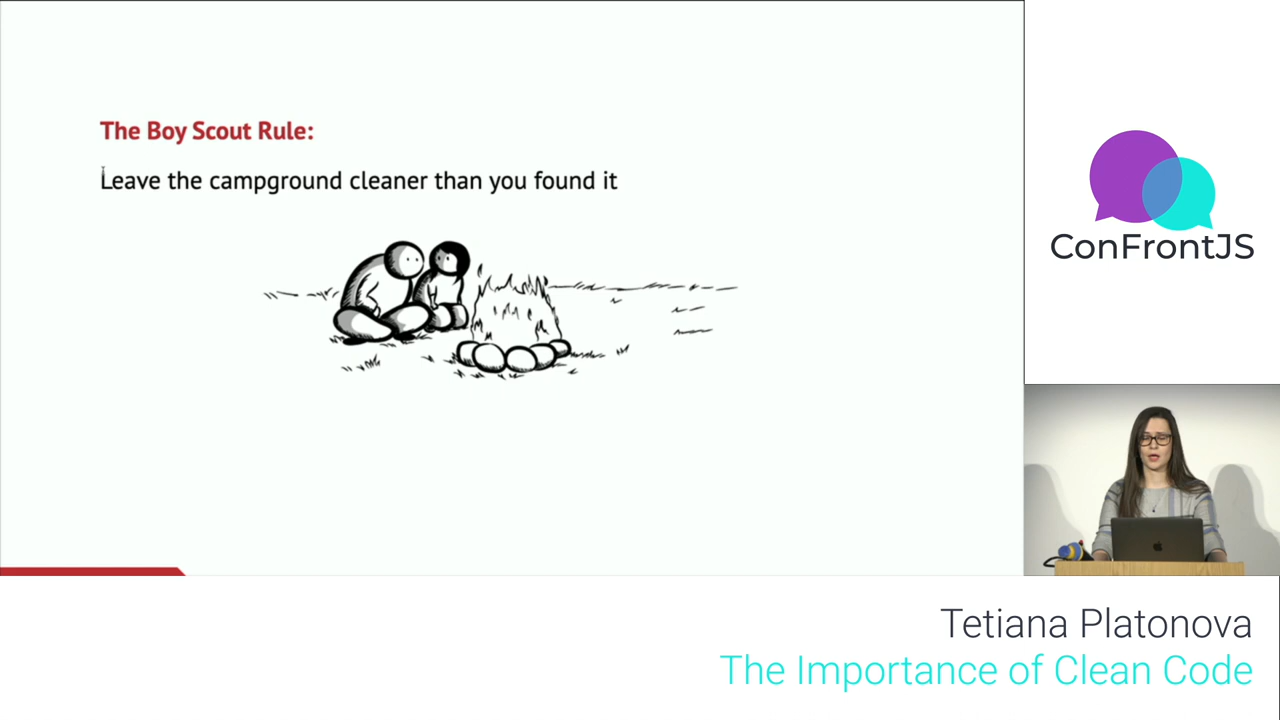 The Boy Scout Rule:
Leave the campground cleaner than you found it
ConFrontJS
Tetiana Platonova
The Importance of Clean Code